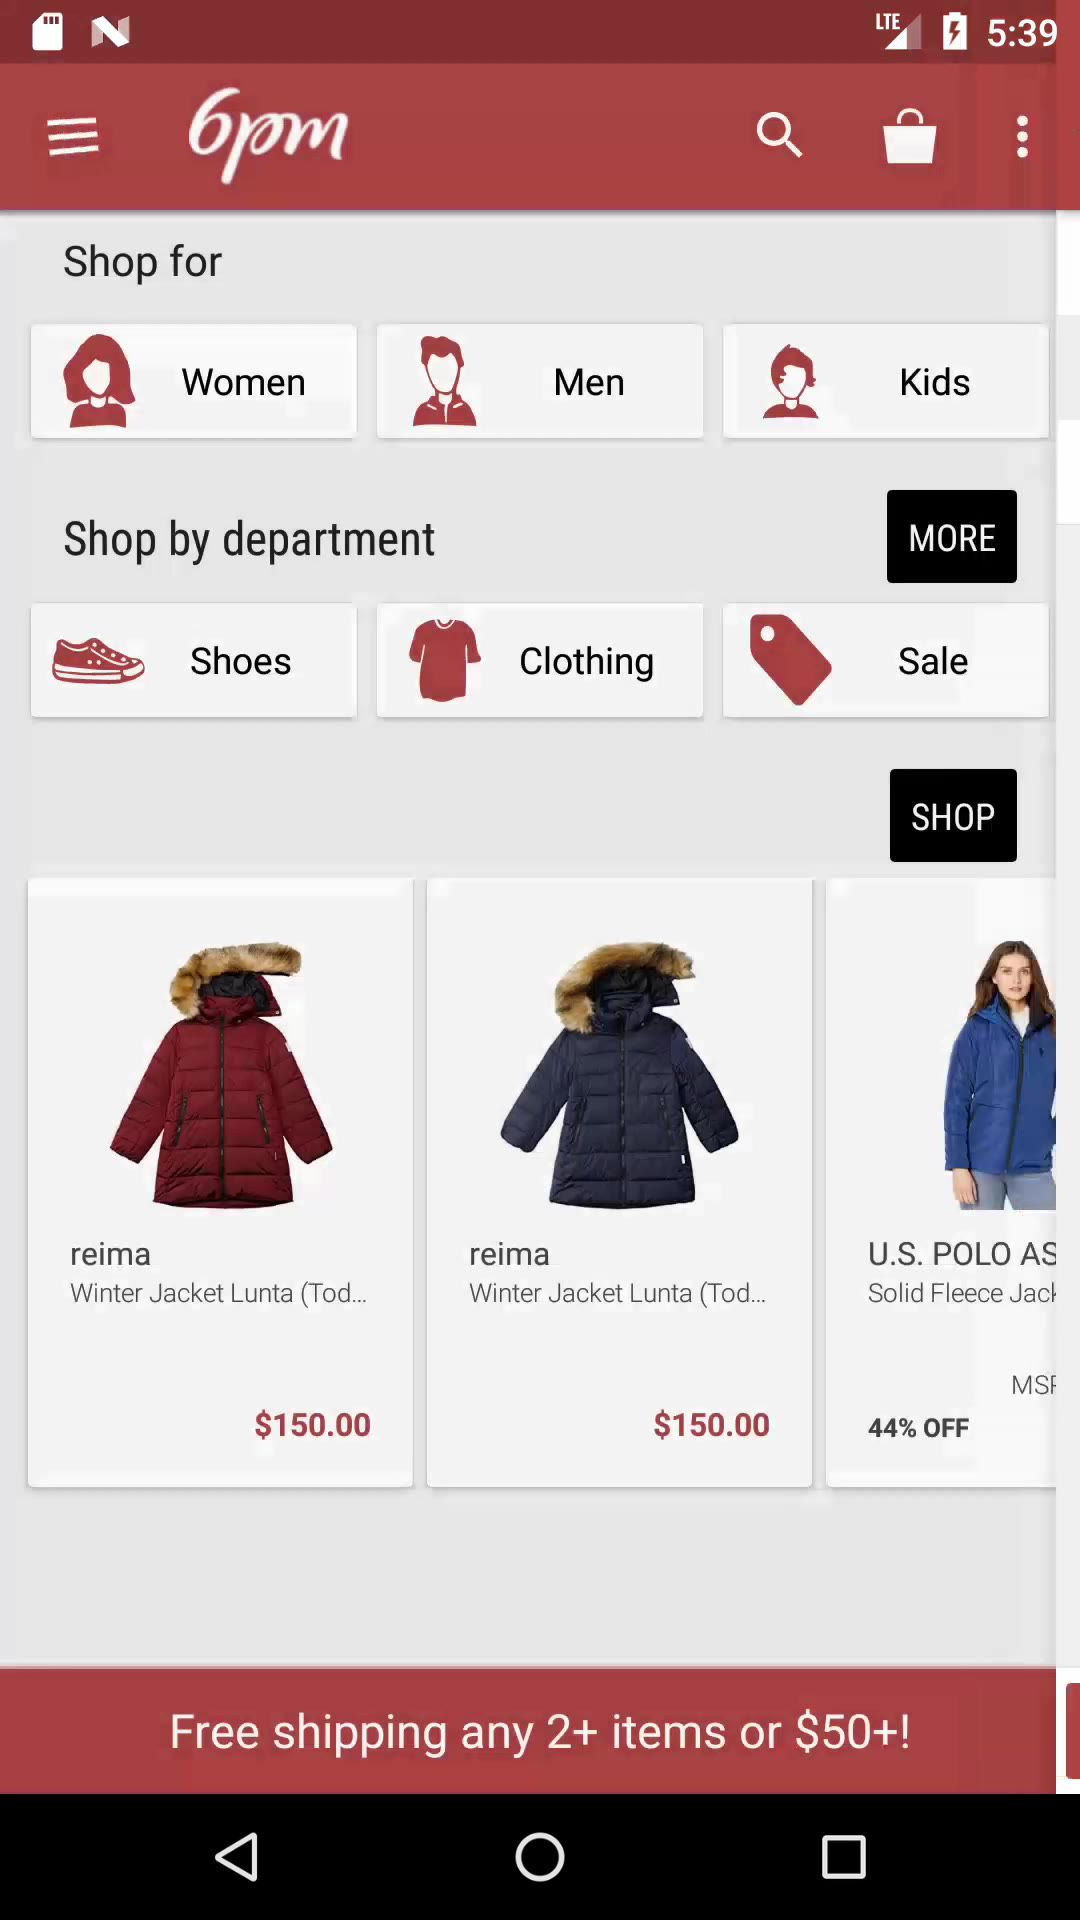 LTE 5:39
6pm
Shop for
Women Men Kids
Shop by department MORE
Shoes Clothing Sale
SHOP
reima reima U.S. POLO AS
Winter Jacket Lunta (Tod... Winter Jacket Lunta (Tod... Solid Fleece Jack
MSR
$150.00 $150.00 44% OFF
Free shipping any 2+ items or $50+!